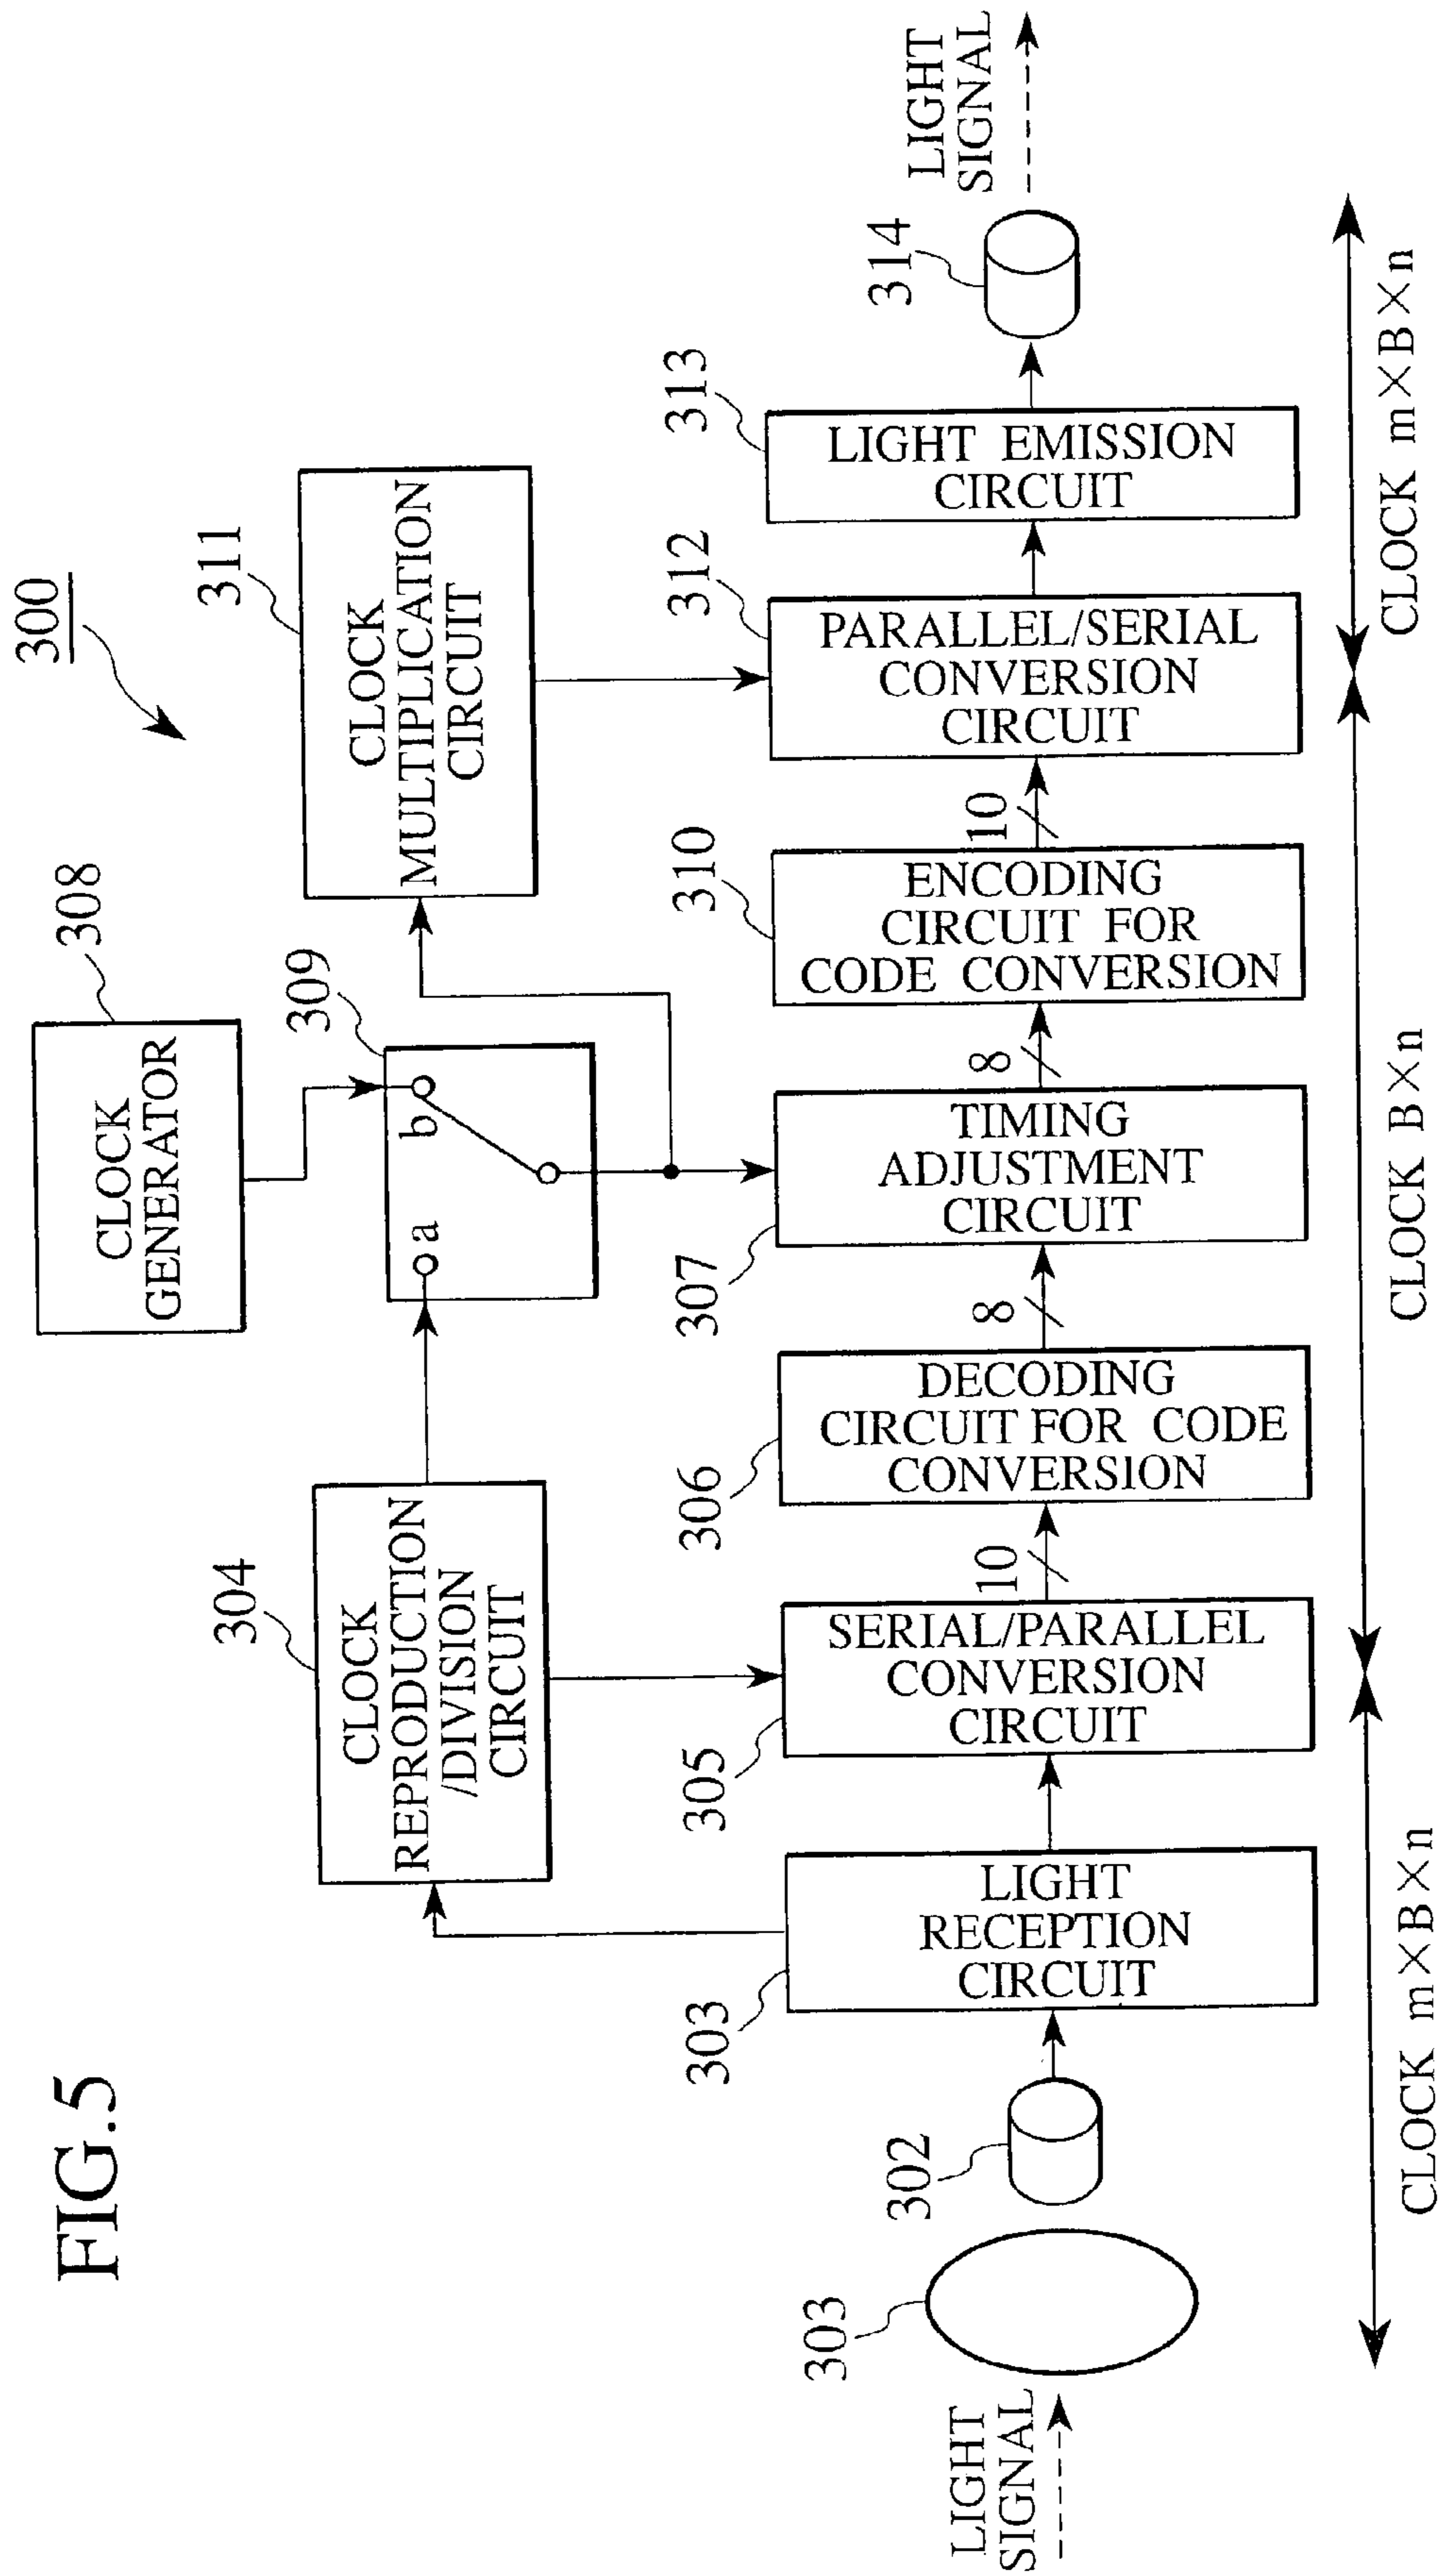 FIG.5
300
308
CLOCK
GENERATOR
304
CLOCK
REPRODUCTION
/DIVISION
CIRCUIT
309
a
b
311
CLOCK
MULTIPLICATION
CIRCUIT
LIGHT
SIGNAL
303
302
303
LIGHT
RECEPTION
CIRCUIT
305
SERIAL/PARALLEL
CONVERSION
CIRCUIT
10
306
DECODING
CIRCUIT FOR CODE
CONVERSION
8
307
TIMING
ADJUSTMENT
CIRCUIT
8
310
ENCODING
CIRCUIT FOR
CODE CONVERSION
10
312
PARALLEL/SERIAL
CONVERSION
CIRCUIT
313
LIGHT EMISSION
CIRCUIT
314
LIGHT
SIGNAL
CLOCK m×B×n
CLOCK B×n
CLOCK m×B×n